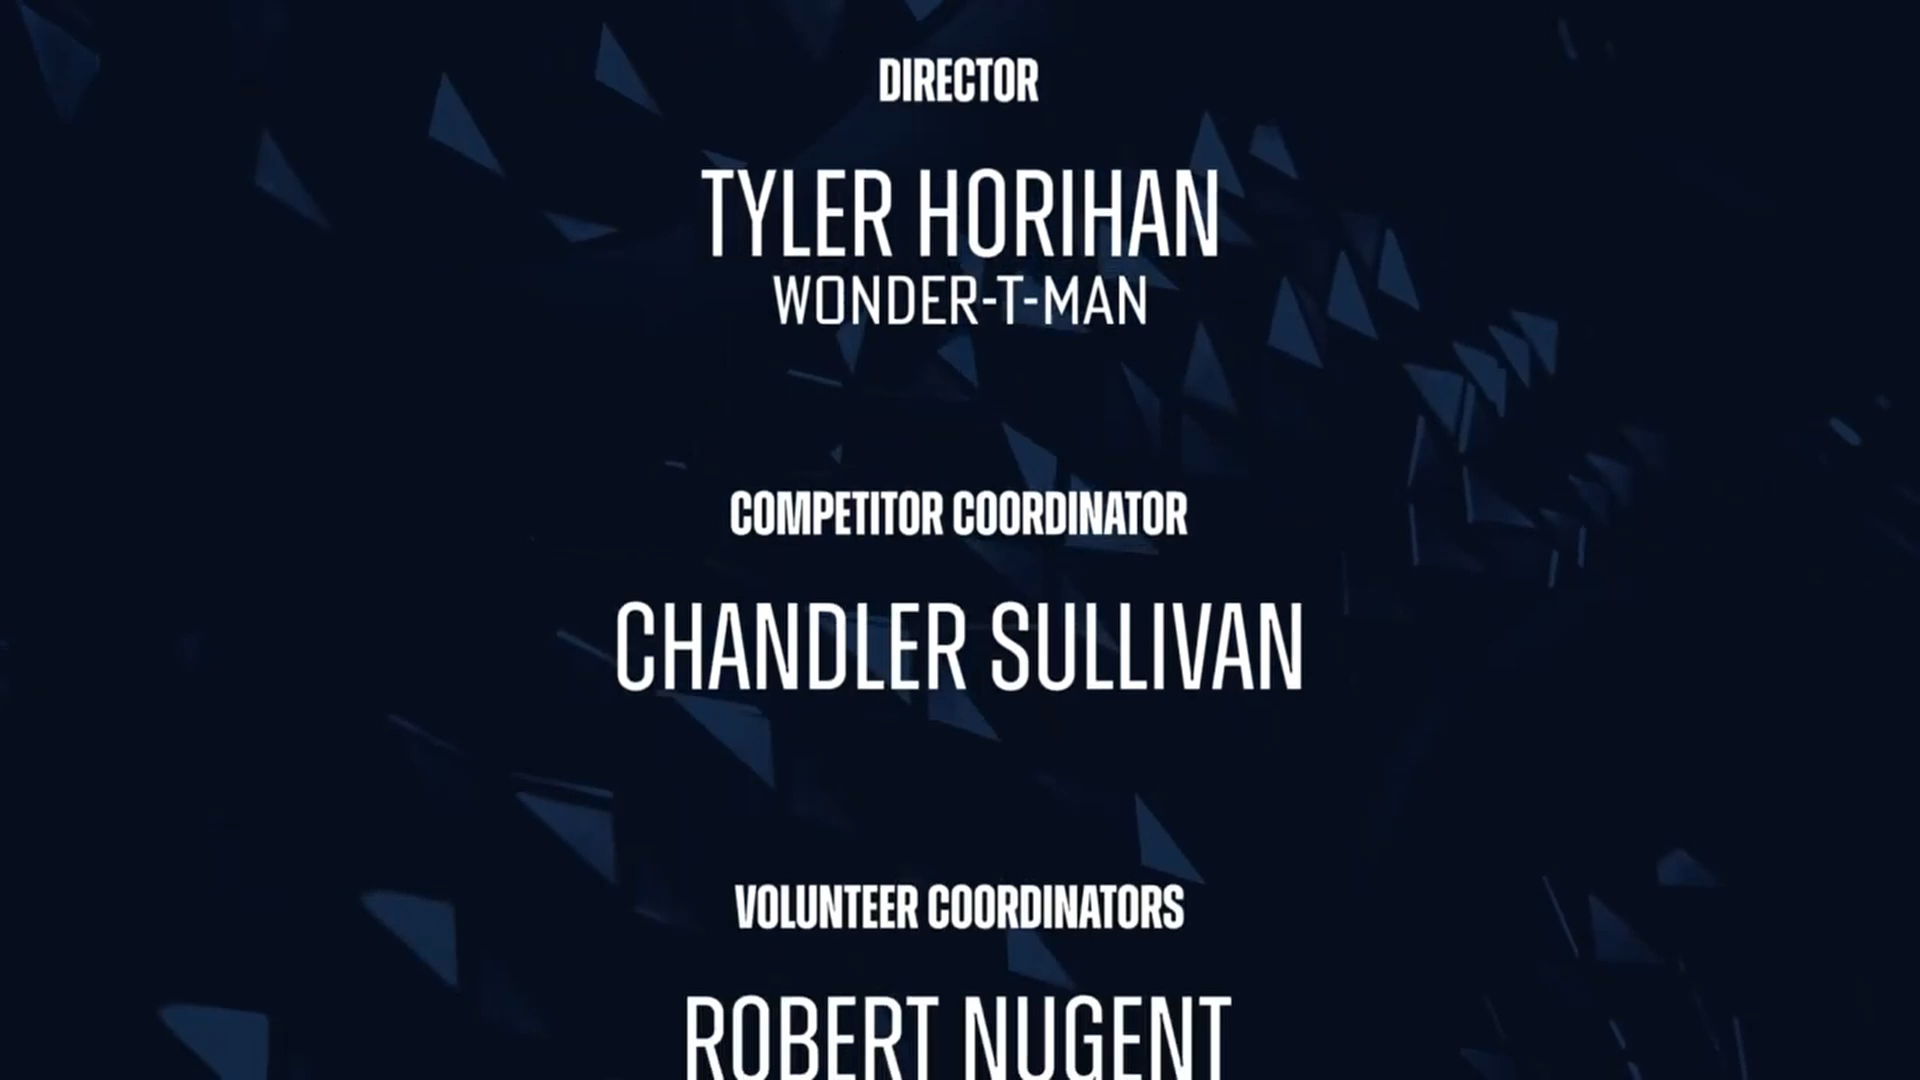 DIRECTOR
TYLER HORIHAN
WONDER-T-MAN
COMPETITOR COORDINATOR
CHANDLER SULLIVAN
VOLUNTEER COORDINATORS
ROBERT NUGENT